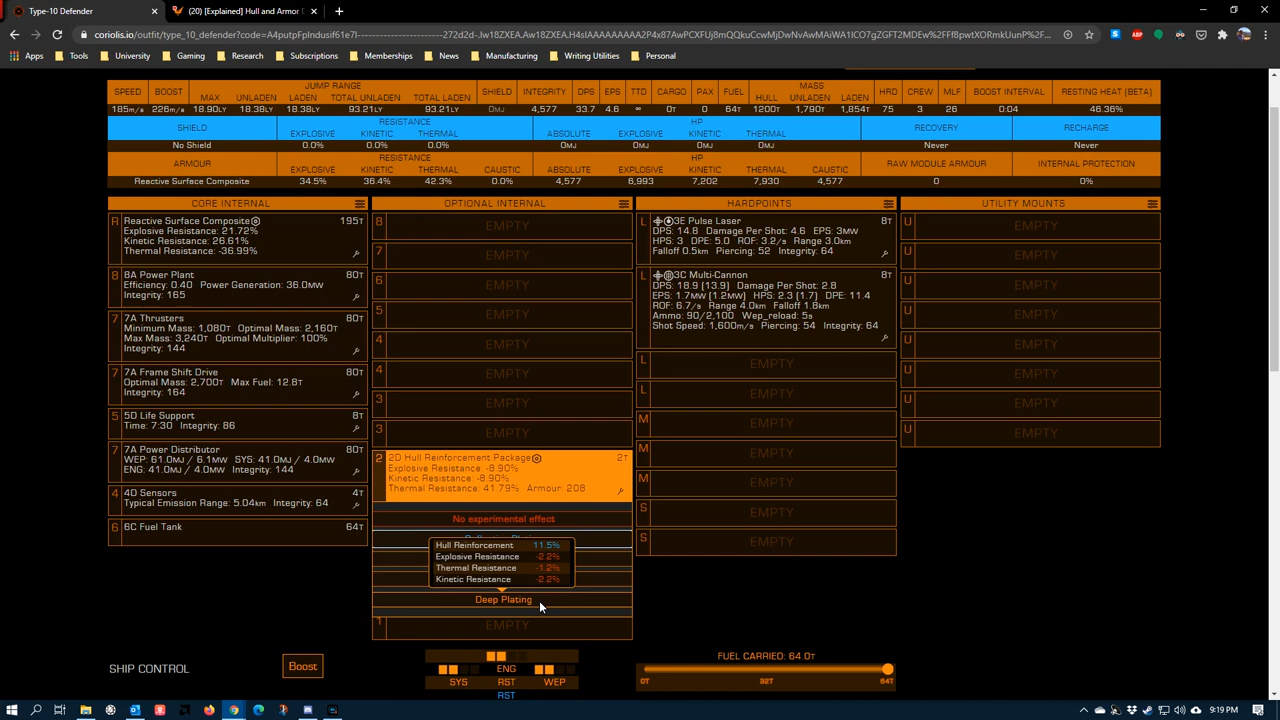 Type-10 Defender
(20) [Explained] Hull and Armor D
coriolis.io/outfit/type_10_defender?code=A4putpFplndusif61e7l----------------272d2d-.Iw18ZXEA.Aw18ZXEA.H4sIAAAAAAAAA2P4x87AwPCXFUj8mQQkuCcwMjDwNvAwMAiWA1lCO7gZGFT2MDEw%2Ff8pwtXORmkUunP%2...
Apps Tools University Gaming Research Memberships News Manufacturing Writing Utilities Personal
SPEED BOOST JUMP RANGE SHIELD INTEGRITY DPS EPS TTD CARGO PAX FUEL MASS HRD CREW MLF BOOST INTERVAL RESTING HEAT (BETA)
MAX UNLADEN LADEN TOTAL UNLADEN TOTAL LADEN HULL UNLADEN LADEN
185m/s 226m/s 18.90LY 18.38LY 18.38LY 93.21LY 93.21LY 0MJ 4,577 33.7 4.6 ∞ 0T 0 64T 1200T 1,790T 1,854T 75 3 26 0:04 46.36%
SHIELD RESISTANCE HP RECOVERY RECHARGE
EXPLOSIVE KINETIC THERMAL ABSOLUTE EXPLOSIVE KINETIC THERMAL
No Shield 0.0% 0.0% 0.0% 0MJ 0MJ 0MJ 0MJ Never Never
ARMOUR RESISTANCE HP RAW MODULE ARMOUR INTERNAL PROTECTION
EXPLOSIVE KINETIC THERMAL CAUSTIC ABSOLUTE EXPLOSIVE KINETIC THERMAL CAUSTIC
Reactive Surface Composite 34.5% 36.4% 42.3% 0.0% 4,577 6,993 7,202 7,930 4,577 0 0%
CORE INTERNAL
R Reactive Surface Composite 195T
Explosive Resistance: 21.72%
Kinetic Resistance: 26.61%
Thermal Resistance: -36.99%
8 8A Power Plant 80T
Efficiency: 0.40 Power Generation: 36.0MW
Integrity: 165
7 7A Thrusters 80T
Minimum Mass: 1,080T Optimal Mass: 2,160T
Max Mass: 3,240T Optimal Multiplier: 100%
Integrity: 144
7 7A Frame Shift Drive 80T
Optimal Mass: 2,700T Max Fuel: 12.8T
Integrity: 164
5 5D Life Support 8T
Time: 7:30 Integrity: 86
7 7A Power Distributor 80T
WEP: 61.0MJ / 6.1MW SYS: 41.0MJ / 4.0MW
ENG: 41.0MJ / 4.0MW Integrity: 144
4 4D Sensors 4T
Typical Emission Range: 5.04km Integrity: 64
6 6C Fuel Tank 64T
OPTIONAL INTERNAL
8 EMPTY
7 EMPTY
6 EMPTY
5 EMPTY
4 EMPTY
4 EMPTY
3 EMPTY
3 EMPTY
2 2D Hull Reinforcement Package 2T
Explosive Resistance: -8.90%
Kinetic Resistance: -8.90%
Thermal Resistance: 41.79% Armour: 208
No experimental effect
Hull Reinforcement 11.5%
Explosive Resistance -2.2%
Thermal Resistance -1.2%
Kinetic Resistance -2.2%
Deep Plating
1 EMPTY
HARDPOINTS
L 3E Pulse Laser 8T
DPS: 14.8 Damage Per Shot: 4.6 EPS: 3MW
HPS: 3 DPE: 5.0 ROF: 3.2/s Range 3.0km
Falloff 0.5km Piercing: 52 Integrity: 64
L 3C Multi-Cannon 8T
DPS: 18.9 [13.9] Damage Per Shot: 2.8
EPS: 1.7MW [1.2MW] HPS: 2.3 [1.7] DPE: 11.4
ROF: 6.7/s Range 4.0km Falloff 1.8km
Ammo: 90/2,100 Wep_reload: 5s
Shot Speed: 1,600m/s Piercing: 54 Integrity: 64
L EMPTY
L EMPTY
M EMPTY
M EMPTY
M EMPTY
S EMPTY
S EMPTY
UTILITY MOUNTS
U EMPTY
U EMPTY
U EMPTY
U EMPTY
U EMPTY
U EMPTY
U EMPTY
U EMPTY
SHIP CONTROL Boost
ENG
SYS RST WEP
RST
FUEL CARRIED: 64.0T
0T 32T 64T
9:19 PM